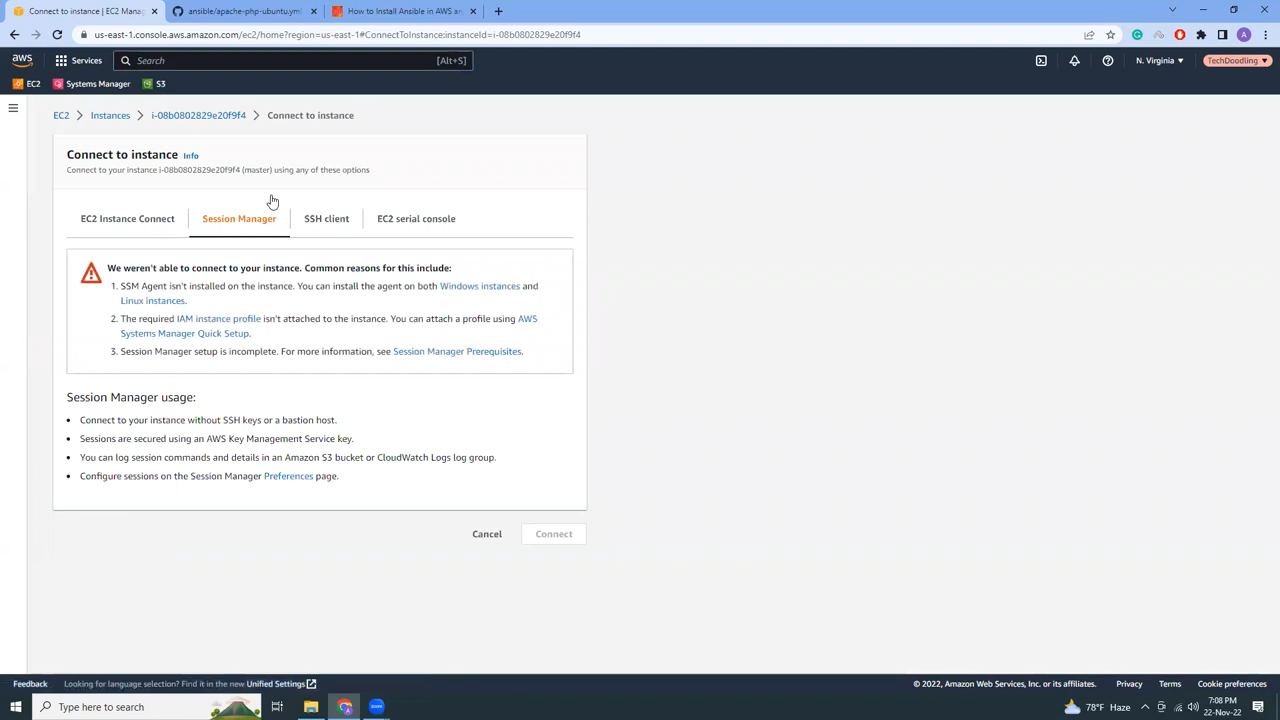 Connect to instance | EC2 Manag
ansible/apache-php-ubuntu.yml
How to Install Ansible in AWS an
us-east-1.console.aws.amazon.com/ec2/home?region=us-east-1#ConnectToInstance:instanceId=i-08b0802829e20f9f4
A
aws
Services
Search
[Alt+S]
N. Virginia
TechDoodling
EC2
Systems Manager
S3
EC2
Instances
i-08b0802829e20f9f4
Connect to instance
Connect to instance Info
Connect to your instance i-08b0802829e20f9f4 (master) using any of these options
EC2 Instance Connect
Session Manager
SSH client
EC2 serial console
We weren't able to connect to your instance. Common reasons for this include:
1. SSM Agent isn't installed on the instance. You can install the agent on both Windows instances and
Linux instances.
2. The required IAM instance profile isn't attached to the instance. You can attach a profile using AWS
Systems Manager Quick Setup.
3. Session Manager setup is incomplete. For more information, see Session Manager Prerequisites.
Session Manager usage:
• Connect to your instance without SSH keys or a bastion host.
• Sessions are secured using an AWS Key Management Service key.
• You can log session commands and details in an Amazon S3 bucket or CloudWatch Logs log group.
• Configure sessions on the Session Manager Preferences page.
Cancel
Connect
Feedback
Looking for language selection? Find it in the new Unified Settings
© 2022, Amazon Web Services, Inc. or its affiliates.
Privacy
Terms
Cookie preferences
Type here to search
zoom
78°F Haze
7:08 PM
22-Nov-22